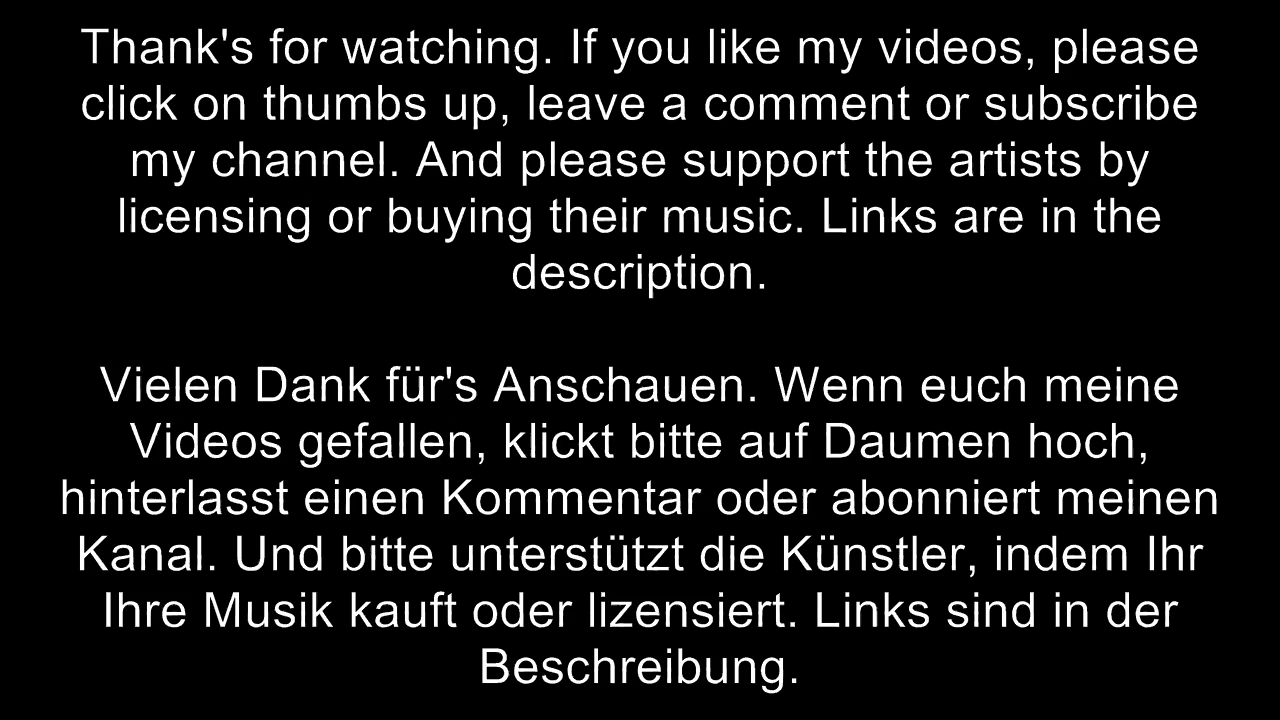 Thank's for watching. If you like my videos, please
click on thumbs up, leave a comment or subscribe
my channel. And please support the artists by
licensing or buying their music. Links are in the
description.
Vielen Dank für's Anschauen. Wenn euch meine
Videos gefallen, klickt bitte auf Daumen hoch,
hinterlasst einen Kommentar oder abonniert meinen
Kanal. Und bitte unterstützt die Künstler, indem Ihr
Ihre Musik kauft oder lizensiert. Links sind in der
Beschreibung.